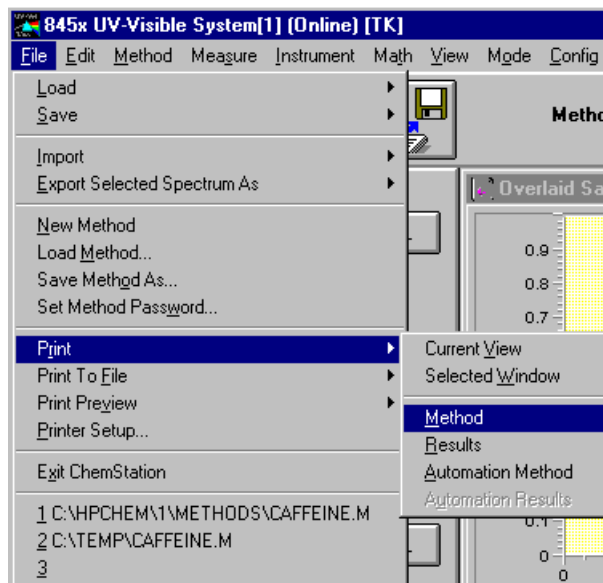 845x UV-Visible System[1] (Online) [TK]
File Edit Method Measure Instrument Math View Mode Config
Load
Save
Import
Export Selected Spectrum As
New Method
Load Method...
Save Method As...
Set Method Password...
Print
Print To File
Print Preview
Printer Setup...
Exit ChemStation
1 C:\HPCHEM\1\METHODS\CAFFEINE.M
2 C:\TEMP\CAFFEINE.M
3
Current View
Selected Window
Method
Results
Automation Method
Automation Results
Metho
Overlaid Sa
0.9
0.8
0.7
0.1
0
0